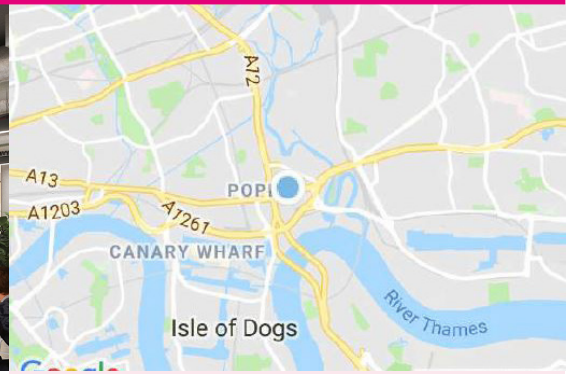 A12
A13
POPL
A1203
A1261
CANARY WHARF
Isle of Dogs
River Thames
Google